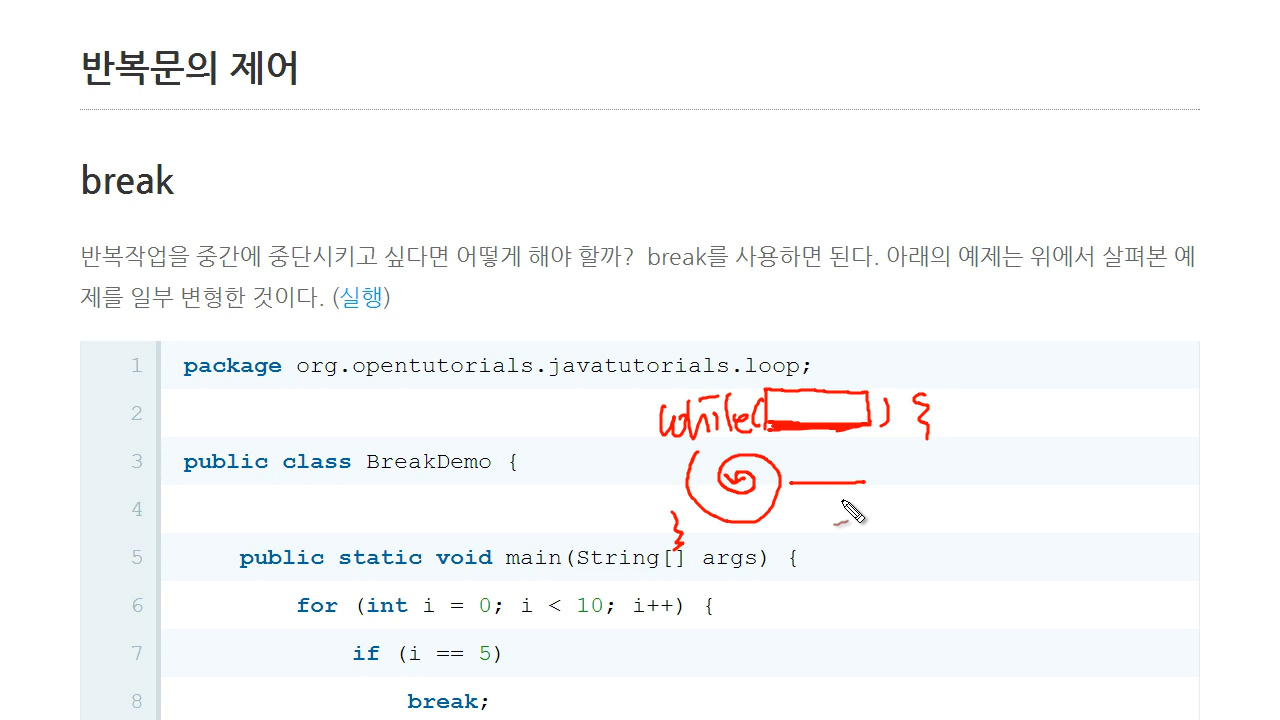 반복문의 제어
break
반복작업을 중간에 중단시키고 싶다면 어떻게 해야 할까? break를 사용하면 된다. 아래의 예제는 위에서 살펴본 예
제를 일부 변형한 것이다. (실행)
1 package org.opentutorials.javatutorials.loop;
2
while( ) {
3 public class BreakDemo {
4
}
5 public static void main(String[] args) {
6 for (int i = 0; i < 10; i++) {
7 if (i == 5)
8 break;